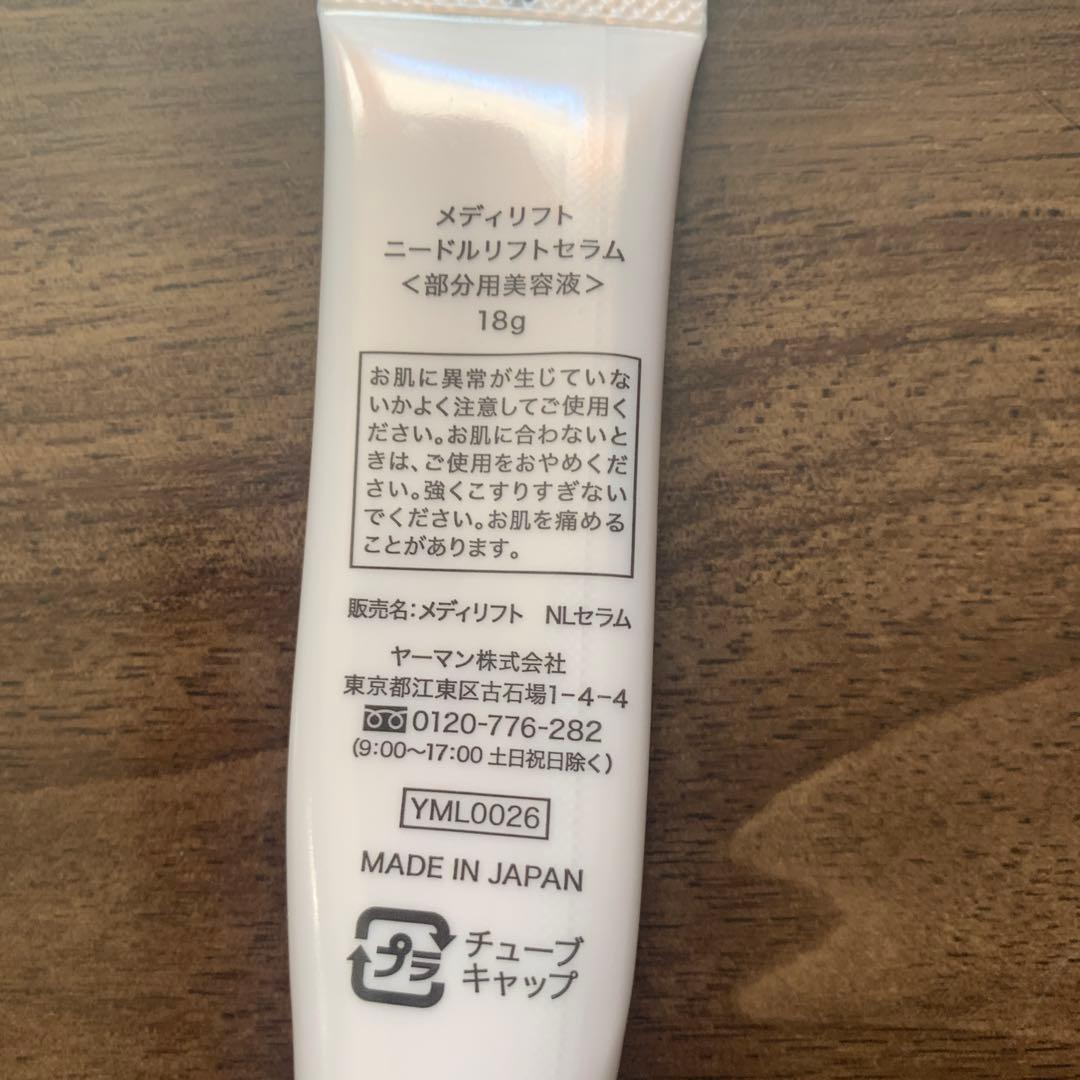 メディリフト
ニードルリフトセラム
＜部分用美容液＞
18g
お肌に異常が生じていな
いかよく注意してご使用く
ださい。お肌に合わないと
きは、ご使用をおやめくだ
さい。強くこすりすぎない
でください。お肌を痛める
ことがあります。
販売名：メディリフト　NLセラム
ヤーマン株式会社
東京都江東区古石場1-4-4
0120-776-282
（9:00〜17:00 土日祝日除く）
YML0026
MADE IN JAPAN
プラ
チューブ
キャップ